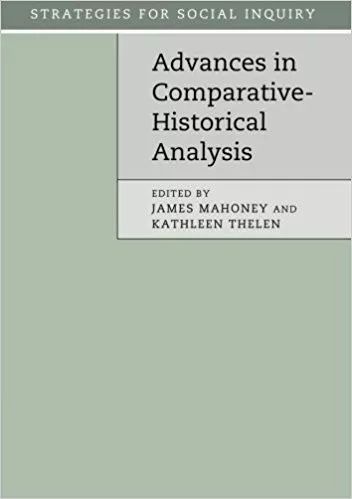 STRATEGIES FOR SOCIAL INQUIRY
Advances in
Comparative-
Historical
Analysis
EDITED BY
JAMES MAHONEY AND
KATHLEEN THELEN